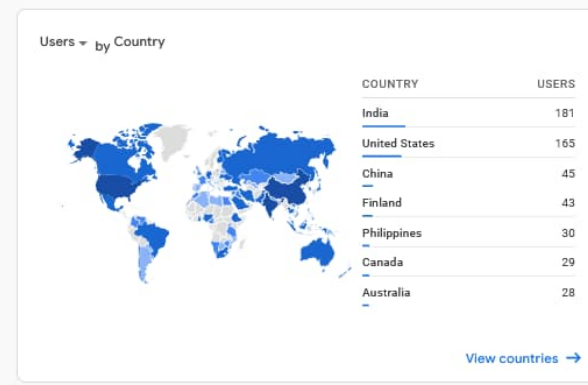 Users by Country
COUNTRY USERS
India 181
United States 165
China 45
Finland 43
Philippines 30
Canada 29
Australia 28
View countries →